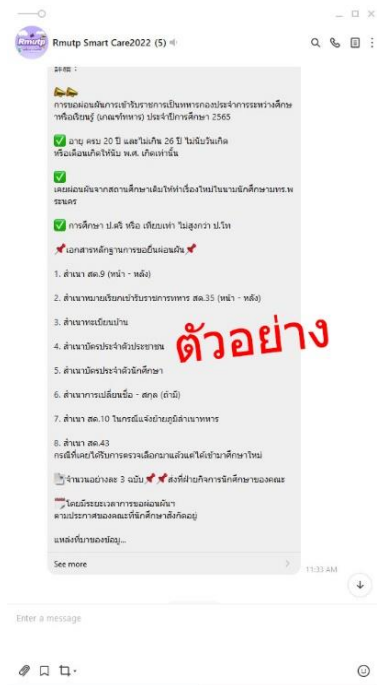 Rmutp Smart Care2022 (5)
การขอผ่อนผันการเข้ารับราชการเป็นทหารกองประจำการระหว่างศึกษ
าหรือเรียนรู้ (เกณฑ์ทหาร) ประจำปีการศึกษา 2565
✅ อายุ ครบ 20 ปี และไม่เกิน 26 ปี ไม่นับวันเกิด
หรือเดือนเกิดให้นับ พ.ศ. เกิดเท่านั้น
✅
เคยผ่อนผันจากสถานศึกษาเดิมให้ทำเรื่องใหม่ในนามนักศึกษามทร.พ
ระนคร
✅ การศึกษา ป.ตรี หรือ เทียบเท่า ไม่สูงกว่า ป.โท
📌เอกสารหลักฐานการขอยื่นผ่อนผัน📌
1. สำเนา สด.9 (หน้า - หลัง)
2. สำเนาหมายเรียกเข้ารับราชการทหาร สด.35 (หน้า - หลัง)
3. สำเนาทะเบียนบ้าน
4. สำเนาบัตรประจำตัวประชาชน
ตัวอย่าง
5. สำเนาบัตรประจำตัวนักศึกษา
6. สำเนาการเปลี่ยนชื่อ - สกุล (ถ้ามี)
7. สำเนา สด.10 ในกรณีแจ้งย้ายภูมิลำเนาทหาร
8. สำเนา สด.43
กรณีที่เคยได้รับการตรวจเลือกมาแล้วแต่ได้เข้ามาศึกษาใหม่
จำนวนอย่างละ 3 ฉบับ📌📌ส่งที่ฝ่ายกิจการนักศึกษาของคณะ
โดยมีระยะเวลาการขอผ่อนผันฯ
ตามประกาศของคณะที่นักศึกษาสังกัดอยู่
แหล่งที่มาของข้อมู...
See more
11:33 AM
Enter a message